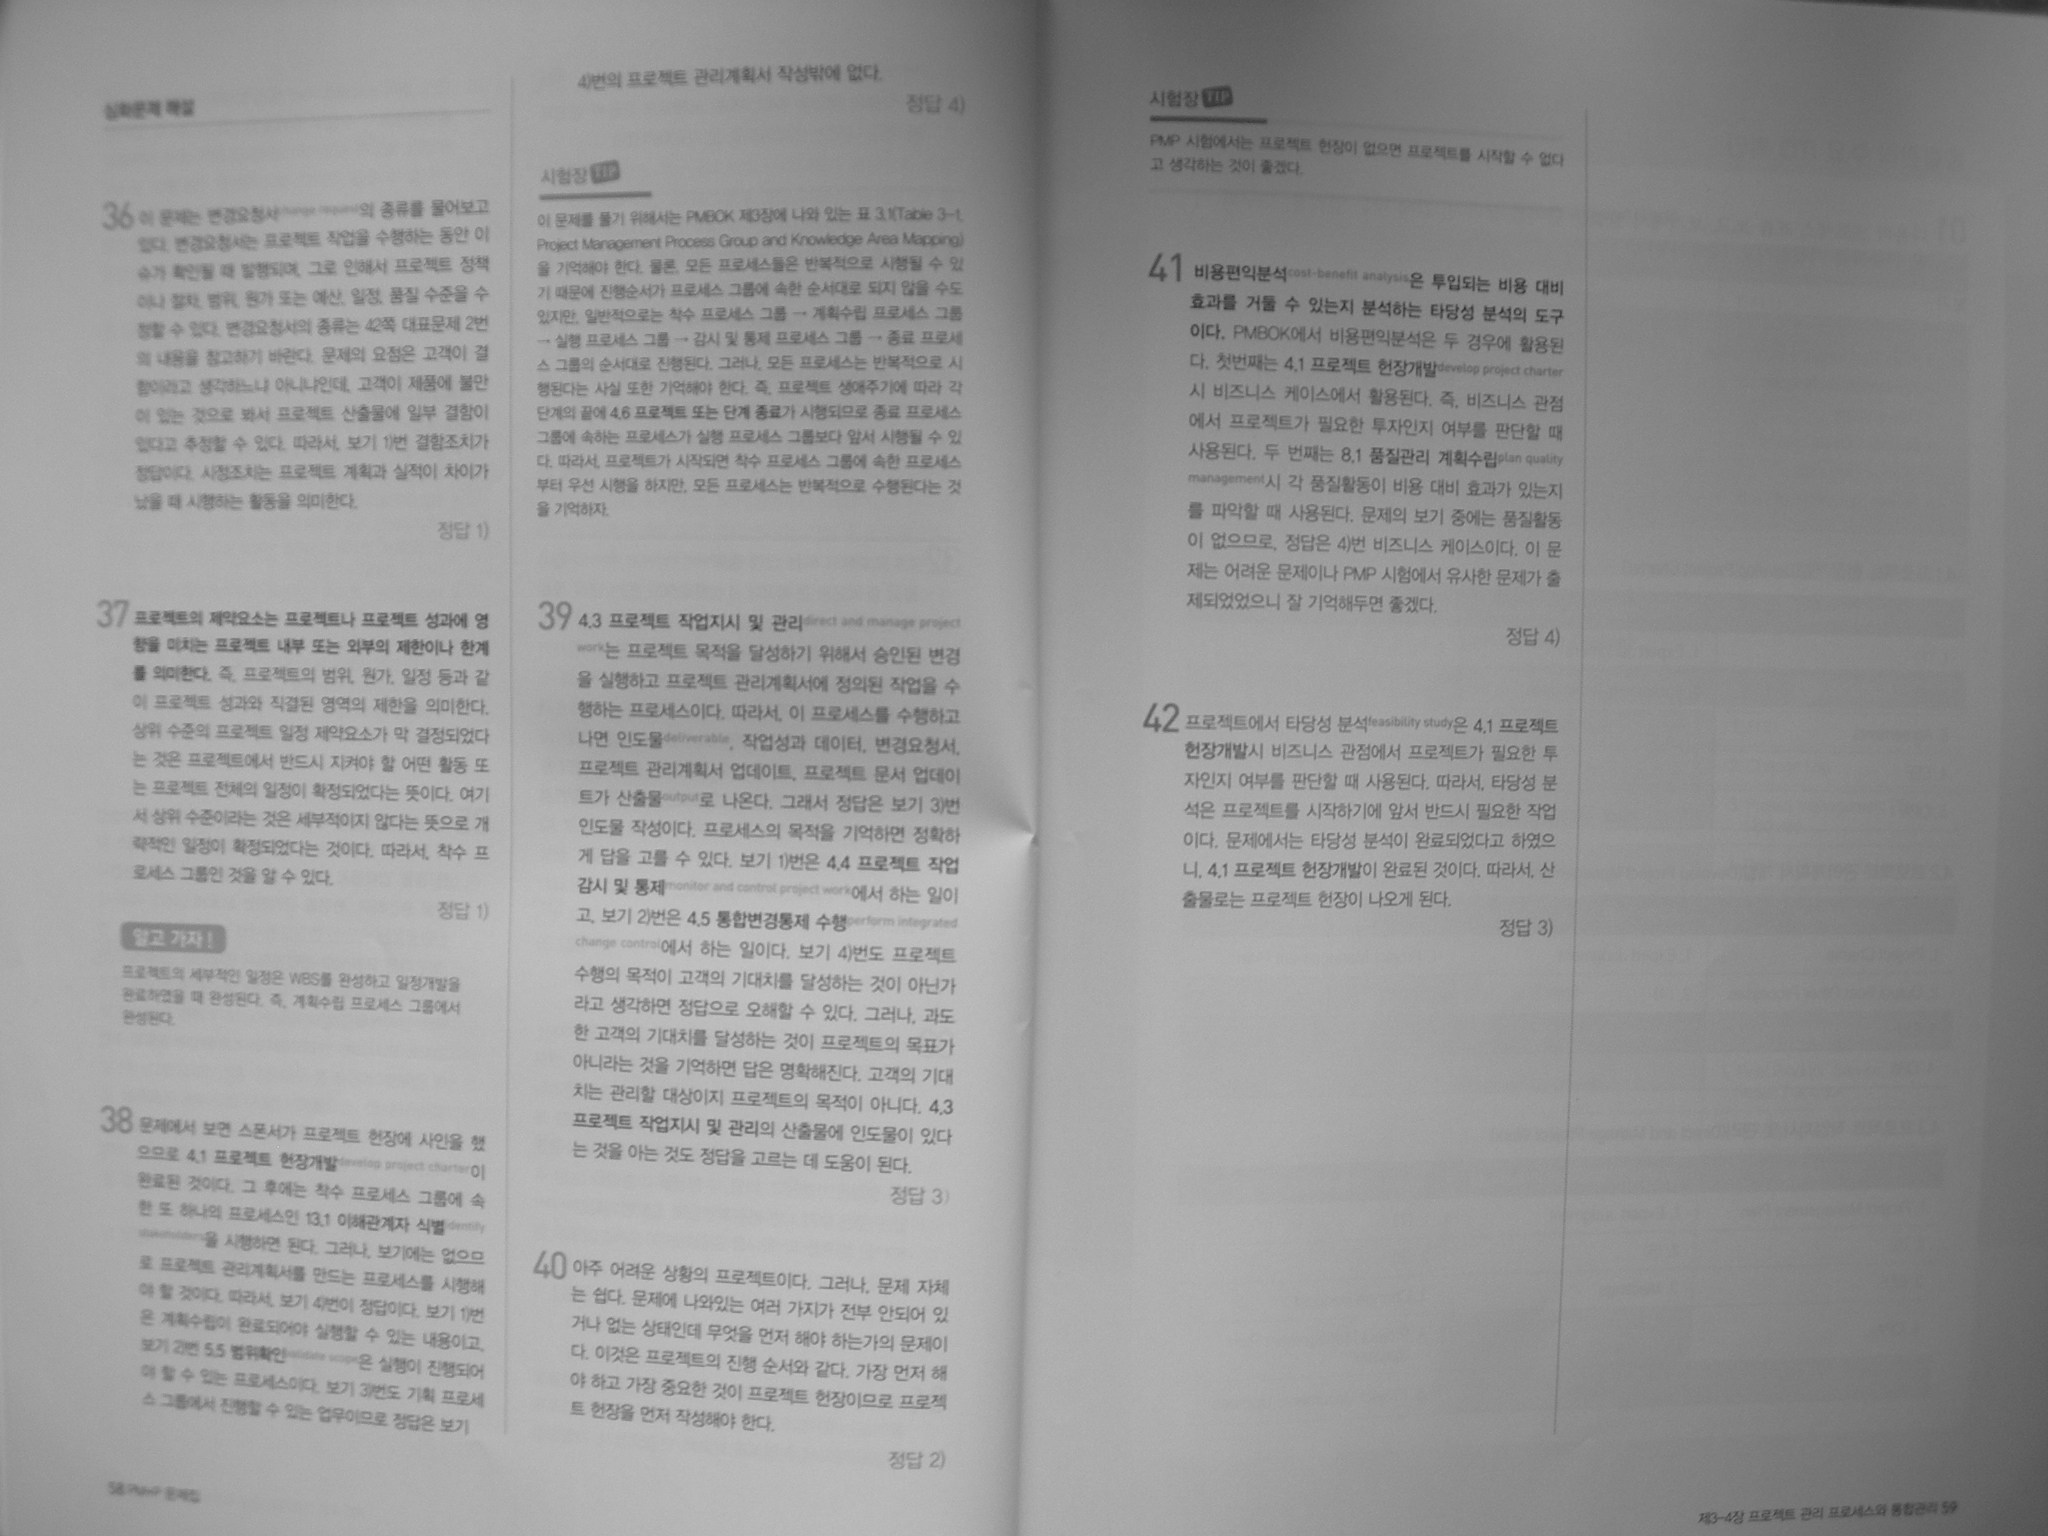 심화문제 해설
36 이 문제는 변경요청서change request의 종류를 물어보고
있다. 변경요청서는 프로젝트 작업을 수행하는 동안 이
슈가 확인될 때 발행되며, 그로 인해서 프로젝트 정책
이나 절차, 범위, 원가 또는 예산, 일정, 품질 수준을 수
정할 수 있다. 변경요청서의 종류는 42쪽 대표문제 2번
의 내용을 참고하기 바란다. 문제의 요점은 고객이 결
함이라고 생각하느냐 아니냐인데, 고객이 제품에 불만
이 있는 것으로 봐서 프로젝트 산출물에 일부 결함이
있다고 추정할 수 있다. 따라서, 보기 1)번 결함조치가
정답이다. 시정조치는 프로젝트 계획과 실적이 차이가
났을 때 시행하는 활동을 의미한다.
정답 1)
37 프로젝트의 제약요소는 프로젝트나 프로젝트 성과에 영
향을 미치는 프로젝트 내부 또는 외부의 제한이나 한계
를 의미한다. 즉, 프로젝트의 범위, 원가, 일정 등과 같
이 프로젝트 성과와 직결된 영역의 제한을 의미한다.
상위 수준의 프로젝트 일정 제약요소가 막 결정되었다
는 것은 프로젝트에서 반드시 지켜야 할 어떤 활동 또
는 프로젝트 전체의 일정이 확정되었다는 뜻이다. 여기
서 상위 수준이라는 것은 세부적이지 않다는 뜻으로 개
략적인 일정이 확정되었다는 것이다. 따라서, 착수 프
로세스 그룹인 것을 알 수 있다.
정답 1)
알고 가자!
프로젝트의 세부적인 일정은 WBS를 완성하고 일정개발을
완료하였을 때 완성된다. 즉, 계획수립 프로세스 그룹에서
완성된다.
38 문제에서 보면 스폰서가 프로젝트 헌장에 사인을 했
으므로 4.1 프로젝트 헌장개발develop project charter이
완료된 것이다. 그 후에는 착수 프로세스 그룹에 속
한 또 하나의 프로세스인 13.1 이해관계자 식별identify
stakeholders을 시행하면 된다. 그러나, 보기에는 없으므
로 프로젝트 관리계획서를 만드는 프로세스를 시행해
야 할 것이다. 따라서, 보기 4)번이 정답이다. 보기 1)번
은 계획수립이 완료되어야 실행할 수 있는 내용이고,
보기 2)번 5.5 범위확인validate scope은 실행이 진행되어
야 할 수 있는 프로세스이다. 보기 3)번도 기획 프로세
스 그룹에서 진행할 수 있는 업무이므로 정답은 보기
58 PMP 문제집
4)번의 프로젝트 관리계획서 작성밖에 없다.
정답 4)
시험장 TIP
이 문제를 풀기 위해서는 PMBOK 제3장에 나와 있는 표 3.1(Table 3-1,
Project Management Process Group and Knowledge Area Mapping)
을 기억해야 한다. 물론, 모든 프로세스들은 반복적으로 시행될 수 있
기 때문에 진행순서가 프로세스 그룹에 속한 순서대로 되지 않을 수도
있지만, 일반적으로는 착수 프로세스 그룹 → 계획수립 프로세스 그룹
→ 실행 프로세스 그룹 → 감시 및 통제 프로세스 그룹 → 종료 프로세
스 그룹의 순서대로 진행된다. 그러나, 모든 프로세스는 반복적으로 시
행된다는 사실 또한 기억해야 한다. 즉, 프로젝트 생애주기에 따라 각
단계의 끝에 4.6 프로젝트 또는 단계 종료가 시행되므로 종료 프로세스
그룹에 속하는 프로세스가 실행 프로세스 그룹보다 앞서 시행될 수 있
다. 따라서, 프로젝트가 시작되면 착수 프로세스 그룹에 속한 프로세스
부터 우선 시행을 하지만, 모든 프로세스는 반복적으로 수행된다는 것
을 기억하자.
39 4.3 프로젝트 작업지시 및 관리direct and manage project
work는 프로젝트 목적을 달성하기 위해서 승인된 변경
을 실행하고 프로젝트 관리계획서에 정의된 작업을 수
행하는 프로세스이다. 따라서, 이 프로세스를 수행하고
나면 인도물deliverable, 작업성과 데이터, 변경요청서,
프로젝트 관리계획서 업데이트, 프로젝트 문서 업데이
트가 산출물output로 나온다. 그래서 정답은 보기 3)번
인도물 작성이다. 프로세스의 목적을 기억하면 정확하
게 답을 고를 수 있다. 보기 1)번은 4.4 프로젝트 작업
감시 및 통제monitor and control project work에서 하는 일이
고, 보기 2)번은 4.5 통합변경통제 수행perform integrated
change control에서 하는 일이다. 보기 4)번도 프로젝트
수행의 목적이 고객의 기대치를 달성하는 것이 아닌가
라고 생각하면 정답으로 오해할 수 있다. 그러나, 과도
한 고객의 기대치를 달성하는 것이 프로젝트의 목표가
아니라는 것을 기억하면 답은 명확해진다. 고객의 기대
치는 관리할 대상이지 프로젝트의 목적이 아니다. 4.3
프로젝트 작업지시 및 관리의 산출물에 인도물이 있다
는 것을 아는 것도 정답을 고르는 데 도움이 된다.
정답 3)
40 아주 어려운 상황의 프로젝트이다. 그러나, 문제 자체
는 쉽다. 문제에 나와있는 여러 가지가 전부 안되어 있
거나 없는 상태인데 무엇을 먼저 해야 하는가의 문제이
다. 이것은 프로젝트의 진행 순서와 같다. 가장 먼저 해
야 하고 가장 중요한 것이 프로젝트 헌장이므로 프로젝
트 헌장을 먼저 작성해야 한다.
정답 2)
시험장 TIP
PMP 시험에서는 프로젝트 헌장이 없으면 프로젝트를 시작할 수 없다
고 생각하는 것이 좋겠다.
41 비용편익분석cost-benefit analysis은 투입되는 비용 대비
효과를 거둘 수 있는지 분석하는 타당성 분석의 도구
이다. PMBOK에서 비용편익분석은 두 경우에 활용된
다. 첫번째는 4.1 프로젝트 헌장개발develop project charter
시 비즈니스 케이스에서 활용된다. 즉, 비즈니스 관점
에서 프로젝트가 필요한 투자인지 여부를 판단할 때
사용된다. 두 번째는 8.1 품질관리 계획수립plan quality
management시 각 품질활동이 비용 대비 효과가 있는지
를 파악할 때 사용된다. 문제의 보기 중에는 품질활동
이 없으므로, 정답은 4)번 비즈니스 케이스이다. 이 문
제는 어려운 문제이나 PMP 시험에서 유사한 문제가 출
제되었었으니 잘 기억해두면 좋겠다.
정답 4)
42 프로젝트에서 타당성 분석feasibility study은 4.1 프로젝트
헌장개발시 비즈니스 관점에서 프로젝트가 필요한 투
자인지 여부를 판단할 때 사용된다. 따라서, 타당성 분
석은 프로젝트를 시작하기에 앞서 반드시 필요한 작업
이다. 문제에서는 타당성 분석이 완료되었다고 하였으
니, 4.1 프로젝트 헌장개발이 완료된 것이다. 따라서, 산
출물로는 프로젝트 헌장이 나오게 된다.
정답 3)
제3-4장 프로젝트 관리 프로세스와 통합관리 59